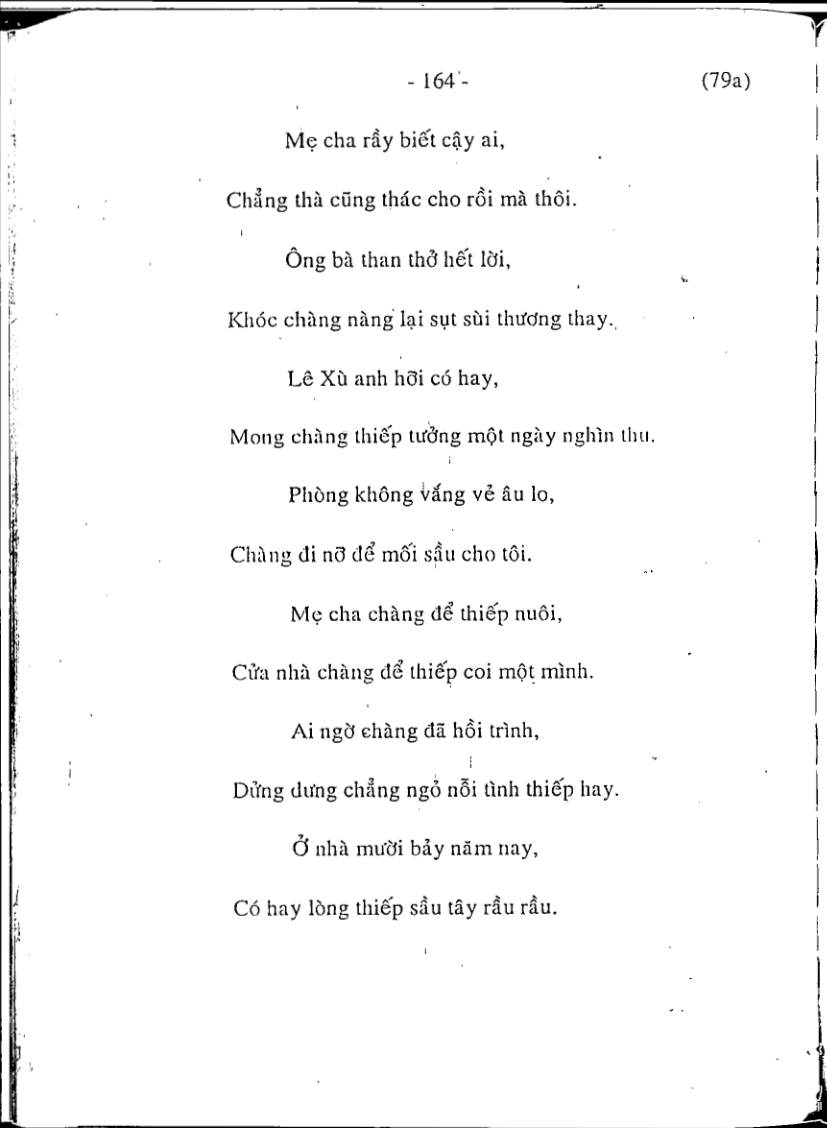 - 164 - (79a)
Mẹ cha rầy biết cậy ai,
Chẳng thà cũng thác cho rồi mà thôi.
Ông bà than thở hết lời,
Khóc chàng nàng lại sụt sùi thương thay.
Lê Xù anh hỡi có hay,
Mong chàng thiếp tưởng một ngày nghìn thu.
Phòng không vắng vẻ âu lo,
Chàng đi nỡ để mối sầu cho tôi.
Mẹ cha chàng để thiếp nuôi,
Cửa nhà chàng để thiếp coi một mình.
Ai ngờ chàng đã hồi trình,
Dửng dưng chẳng ngỏ nỗi tình thiếp hay.
Ở nhà mười bảy năm nay,
Có hay lòng thiếp sầu tây rầu rầu.